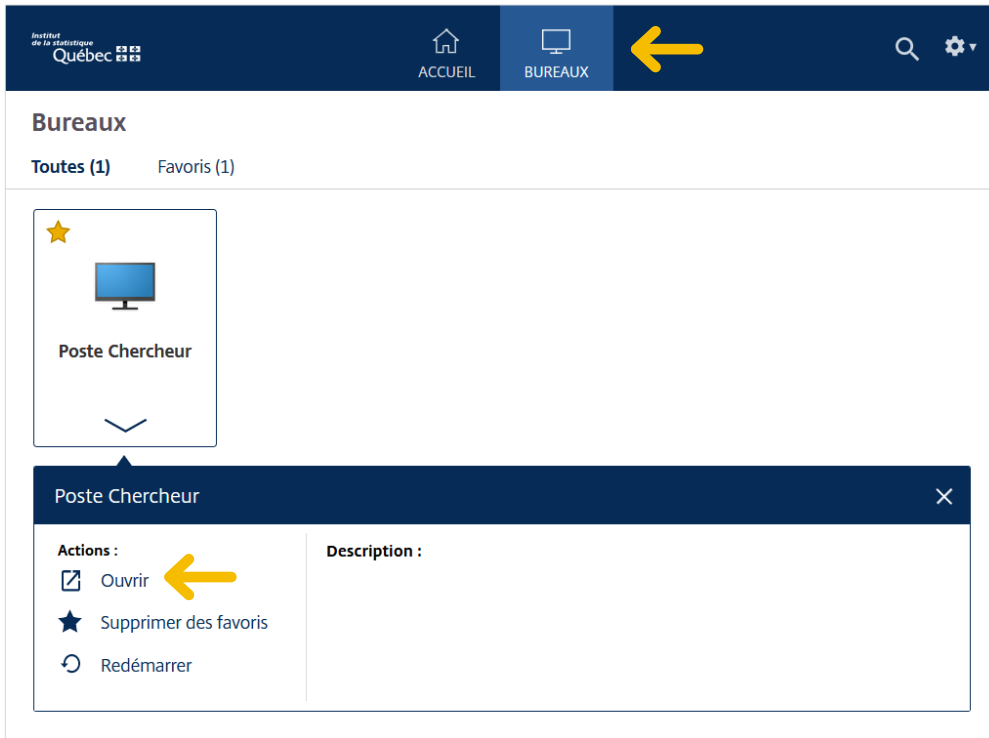 Institut
de la statistique
Québec
ACCUEIL
BUREAUX
Bureaux
Toutes (1) Favoris (1)
Poste Chercheur
Poste Chercheur
Actions : Description :
Ouvrir
Supprimer des favoris
Redémarrer